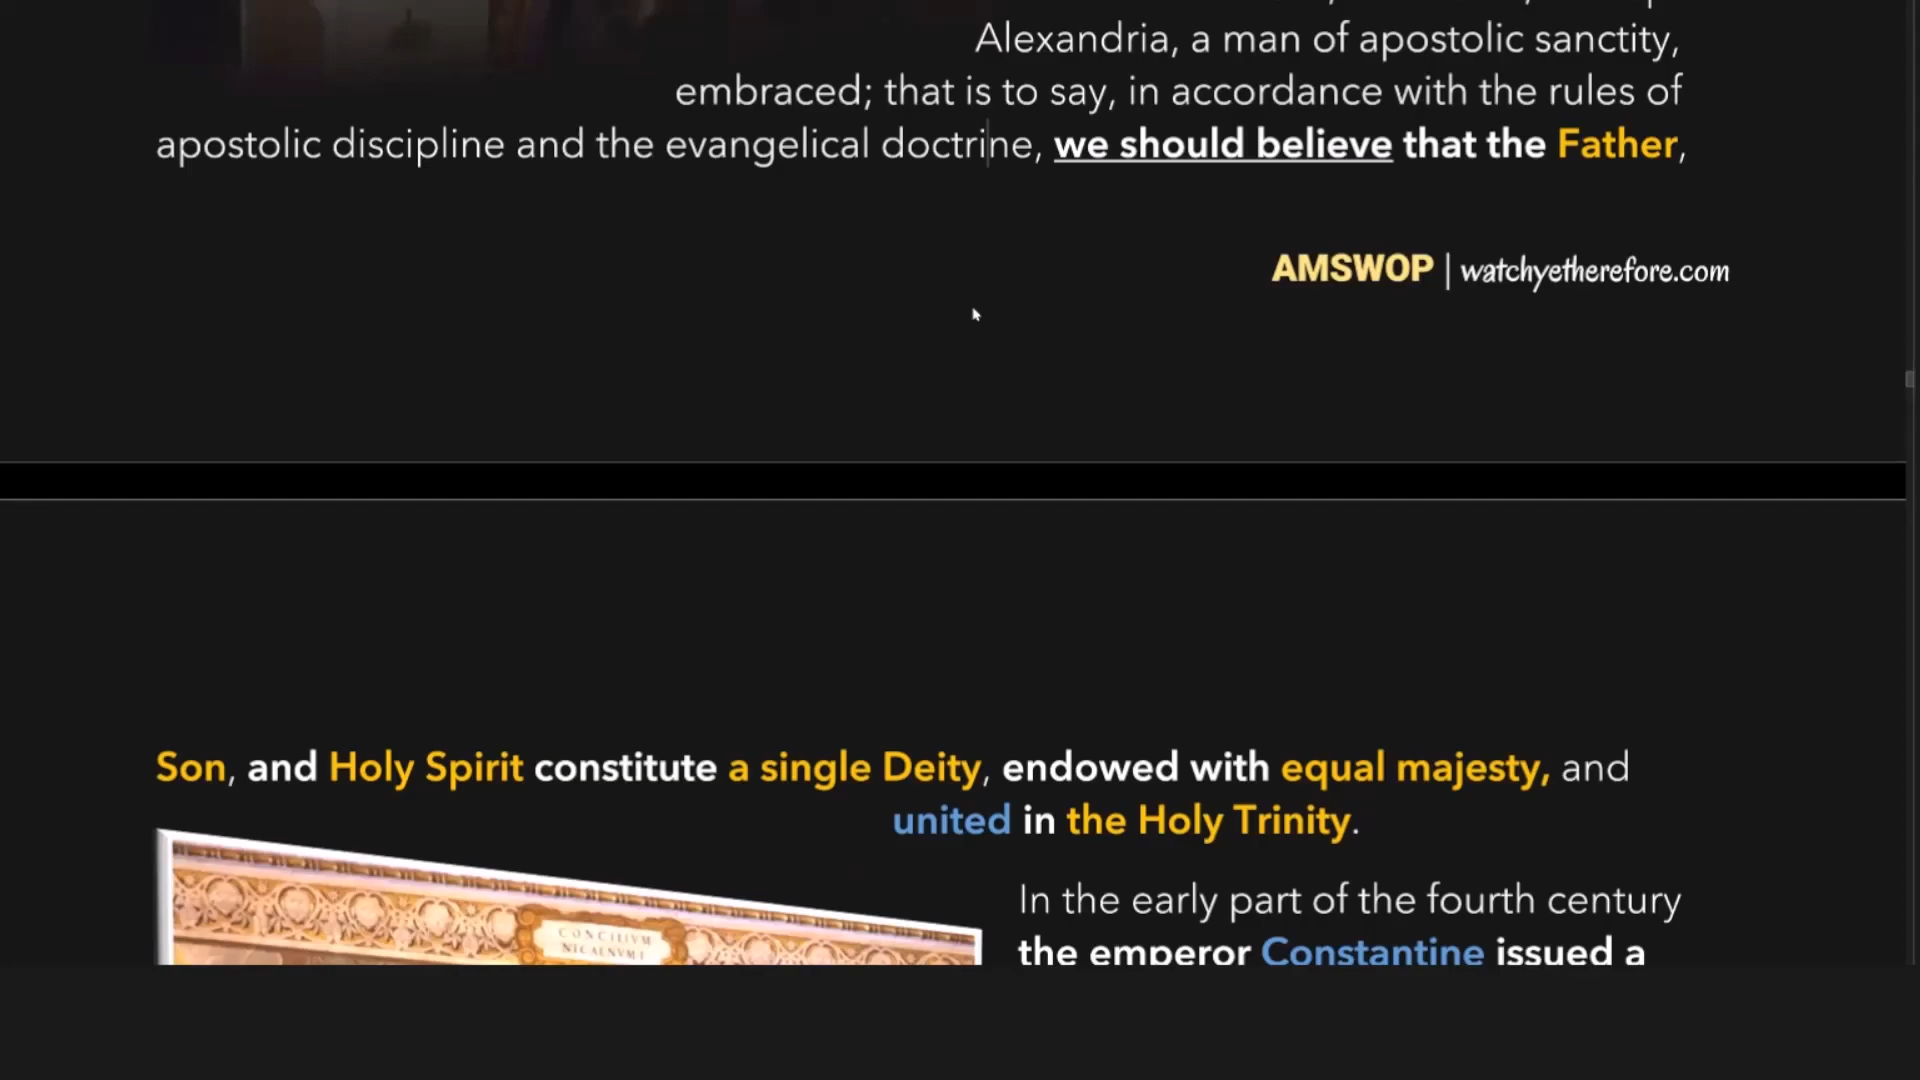 Alexandria, a man of apostolic sanctity,
embraced; that is to say, in accordance with the rules of
apostolic discipline and the evangelical doctrine, we should believe that the Father,
AMSWOP | watchyetherefore.com
Son, and Holy Spirit constitute a single Deity, endowed with equal majesty, and
united in the Holy Trinity.
CONCILIVM
NICAENVM I
In the early part of the fourth century
the emperor Constantine issued a